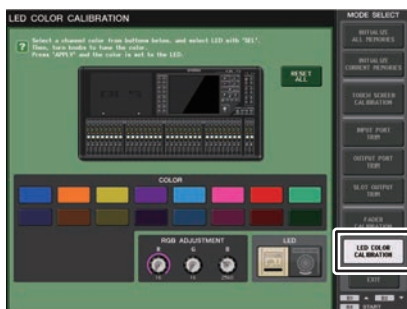 LED COLOR CALIBRATION
MODE SELECT
? Select a channel color from buttons below, and select LED with "SEL".
Then, turn knobs to tune the color.
Press "APPLY" and the color is set to the LED.
RESET
ALL
INITIALIZE
ALL MEMORIES
INITIALIZE
CURRENT MEMORIES
TOUCH SCREEN
CALIBRATION
INPUT PORT
TRIM
OUTPUT PORT
TRIM
SLOT OUTPUT
TRIM
FADER
CALIBRATION
LED COLOR
CALIBRATION
EXIT
START
COLOR
RGB ADJUSTMENT
R G B
LED